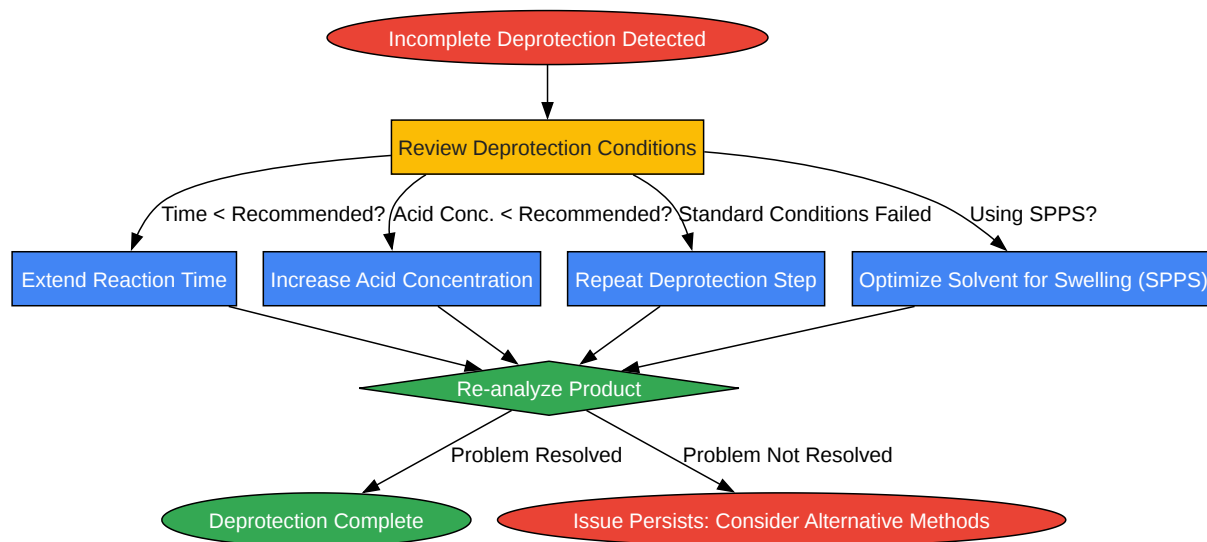 Incomplete Deprotection Detected
Review Deprotection Conditions
Time < Recommended?
Acid Conc. < Recommended?
Standard Conditions Failed
Using SPPS?
Extend Reaction Time
Increase Acid Concentration
Repeat Deprotection Step
Optimize Solvent for Swelling (SPPS)
Re-analyze Product
Problem Resolved
Problem Not Resolved
Deprotection Complete
Issue Persists: Consider Alternative Methods